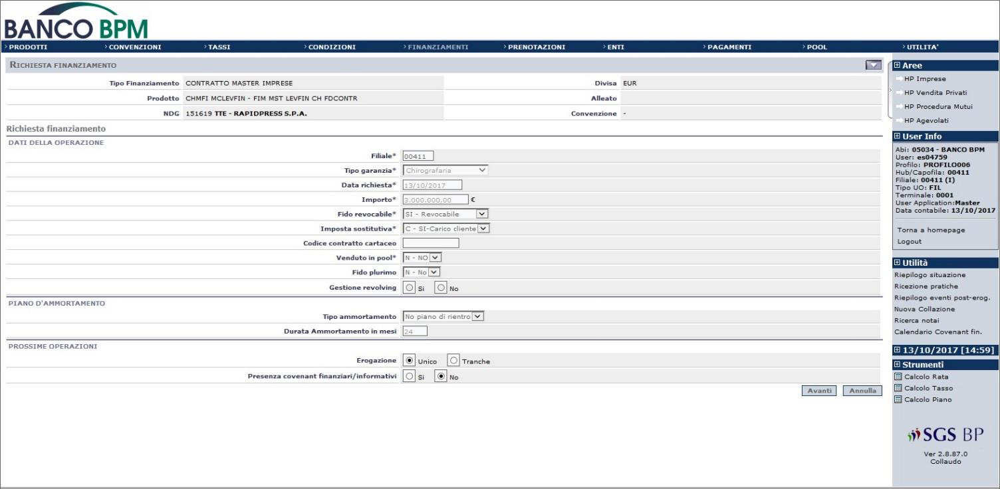 BANCO BPM
PRODOTTI CONVENZIONI TASSI CONDIZIONI FINANZIAMENTI PRENOTAZIONI ENTI PAGAMENTI POOL UTILITA'
RICHIESTA FINANZIAMENTO
Tipo Finanziamento CONTRATTO MASTER IMPRESE Divisa EUR
Prodotto CHMFI MCLEVFIN - FIM MST LEVFIN CH FDCONTR Alleato
NDG 151619 TTE - RAPIDPRESS S.P.A. Convenzione -
Richiesta finanziamento
DATI DELLA OPERAZIONE
Filiale* 00411
Tipo garanzia* Chirografaria
Data richiesta* 13/10/2017
Importo* 3.000.000,00 €
Fido revocabile* SI - Revocabile
Imposta sostitutiva* C - SI-Carico cliente
Codice contratto cartaceo
Venduto in pool* N - NO
Fido plurimo N - No
Gestione revolving Si No
PIANO D'AMMORTAMENTO
Tipo ammortamento No piano di rientro
Durata Ammortamento in mesi 24
PROSSIME OPERAZIONI
Erogazione Unico Tranche
Presenza covenant finanziari/informativi Si No
Avanti Annulla
Aree
HP Imprese
HP Vendita Privati
HP Procedura Mutui
HP Agevolati
User Info
Abi: 05034 - BANCO BPM
User: es04759
Profilo: PROFILO006
Hub/Capofila: 00411
Filiale: 00411 (I)
Tipo UO: FIL
Terminale: 0001
User Application:Master
Data contabile: 13/10/2017
Torna a homepage
Logout
Utilità
Riepilogo situazione
Ricezione pratiche
Riepilogo eventi post-erog.
Nuova Collazione
Ricerca notai
Calendario Covenant fin.
13/10/2017 [14:59]
Strumenti
Calcolo Rata
Calcolo Tasso
Calcolo Piano
SGS BP
Ver 2.8.87.0
Collaudo